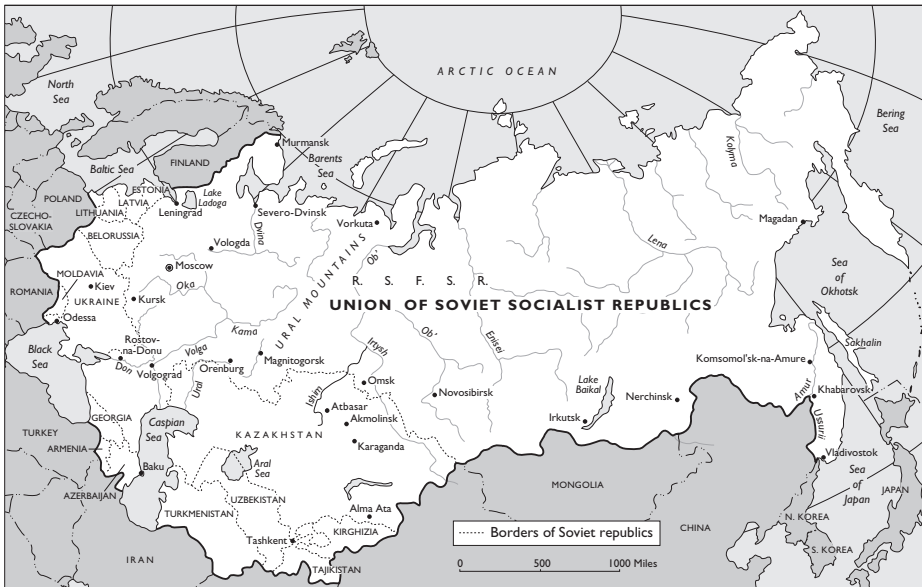 ARCTIC OCEAN
North
Sea
Bering
Sea
Murmansk
Barents
Sea
Baltic Sea
FINLAND
Kolyma
POLAND
ESTONIA
LATVIA
LITHUANIA
Lake
Ladoga
Leningrad
Severo-Dvinsk
Vorkuta
Magadan
CZECHO-
SLOVAKIA
BELORUSSIA
Dvina
Vologda
Lena
Moscow
Oka
URAL MOUNTAINS
Ob'
Sea
of
Okhotsk
R. S. F. S. R.
UNION OF SOVIET SOCIALIST REPUBLICS
MOLDAVIA
Kiev
UKRAINE
Kursk
ROMANIA
Odessa
Kama
Black
Sea
Rostov-
na-Donu
Don
Volga
Volgograd
Ural
Orenburg
Magnitogorsk
Irtysh
Ob'
Enisei
Sakhalin
Komsomol'sk-na-Amure
Omsk
Ishim
Novosibirsk
Lake
Baikal
Nerchinsk
Amur
Khabarovsk
Atbasar
Akmolinsk
Irkutsk
Ussurii
GEORGIA
Caspian
Sea
KAZAKHSTAN
Karaganda
TURKEY
ARMENIA
Baku
Aral
Sea
Vladivostok
Sea
of
Japan
JAPAN
AZERBAIJAN
UZBEKISTAN
TURKMENISTAN
MONGOLIA
Alma Ata
KIRGHIZIA
CHINA
N. KOREA
Tashkent
Borders of Soviet republics
IRAN
TAJIKISTAN
S. KOREA
0 500 1000 Miles